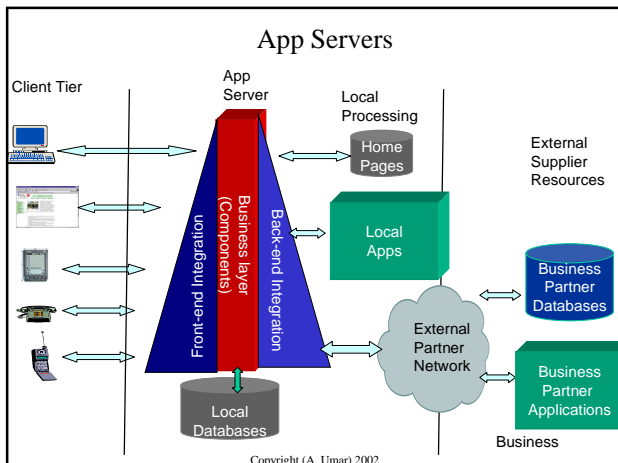 App Servers
Client Tier
App
Server
Local
Processing
External
Supplier
Resources
Home
Pages
Front-end Integration
Business layer
(Components)
Back-end Integration
Local
Apps
Business
Partner
Databases
External
Partner
Network
Business
Partner
Applications
Local
Databases
Business
Copyright (A. Umar) 2002